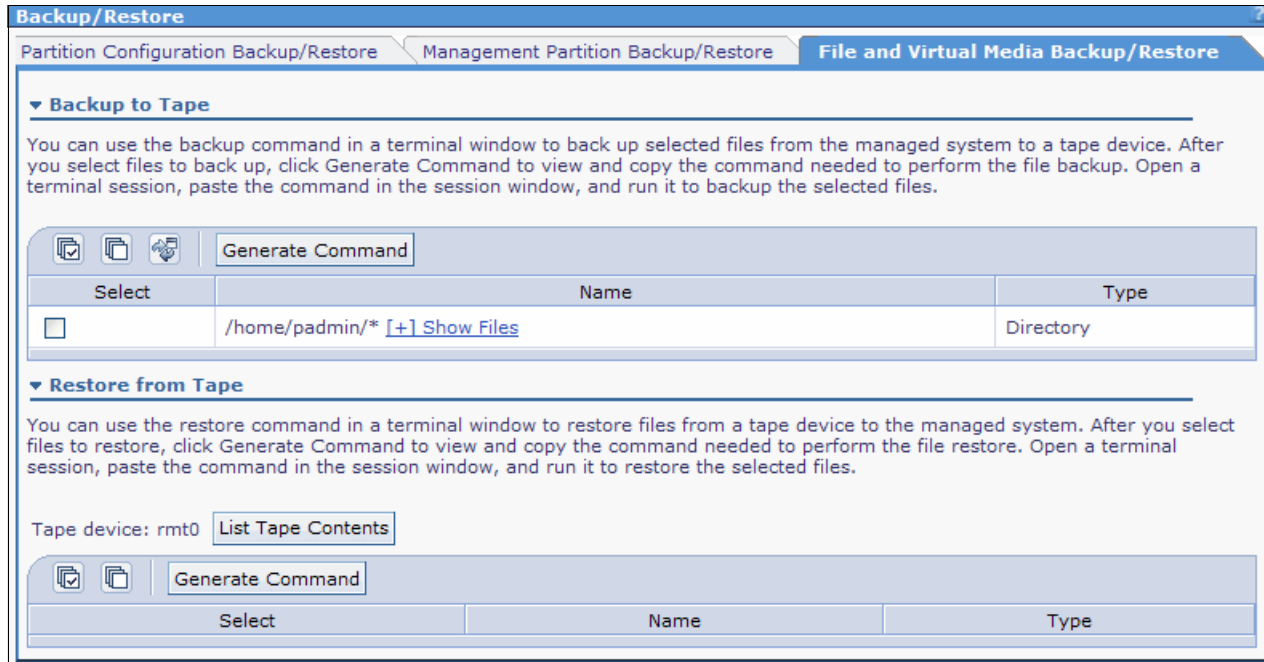 Backup/Restore
?
Partition Configuration Backup/Restore Management Partition Backup/Restore File and Virtual Media Backup/Restore
Backup to Tape
You can use the backup command in a terminal window to back up selected files from the managed system to a tape device. After
you select files to back up, click Generate Command to view and copy the command needed to perform the file backup. Open a
terminal session, paste the command in the session window, and run it to backup the selected files.
Generate Command
Select Name Type
/home/padmin/* [+] Show Files Directory
Restore from Tape
You can use the restore command in a terminal window to restore files from a tape device to the managed system. After you select
files to restore, click Generate Command to view and copy the command needed to perform the file restore. Open a terminal
session, paste the command in the session window, and run it to restore the selected files.
Tape device: rmt0 List Tape Contents
Generate Command
Select Name Type